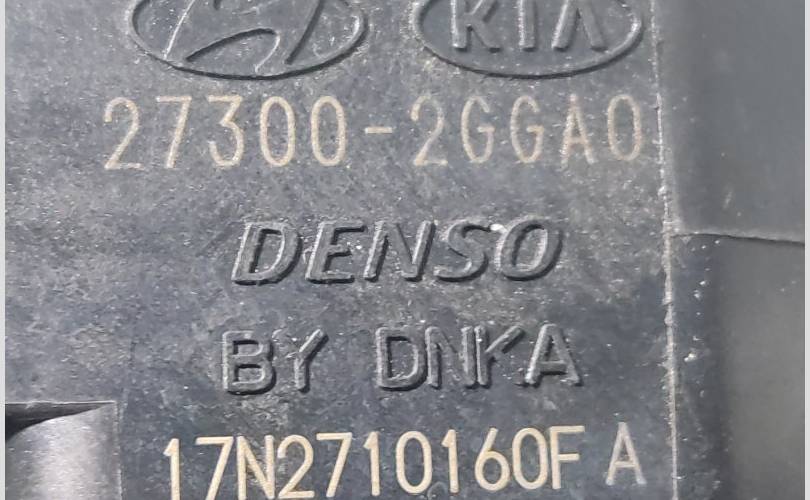 KIA
27300-2GGA0
DENSO
BY DNKA
17N2710160F A